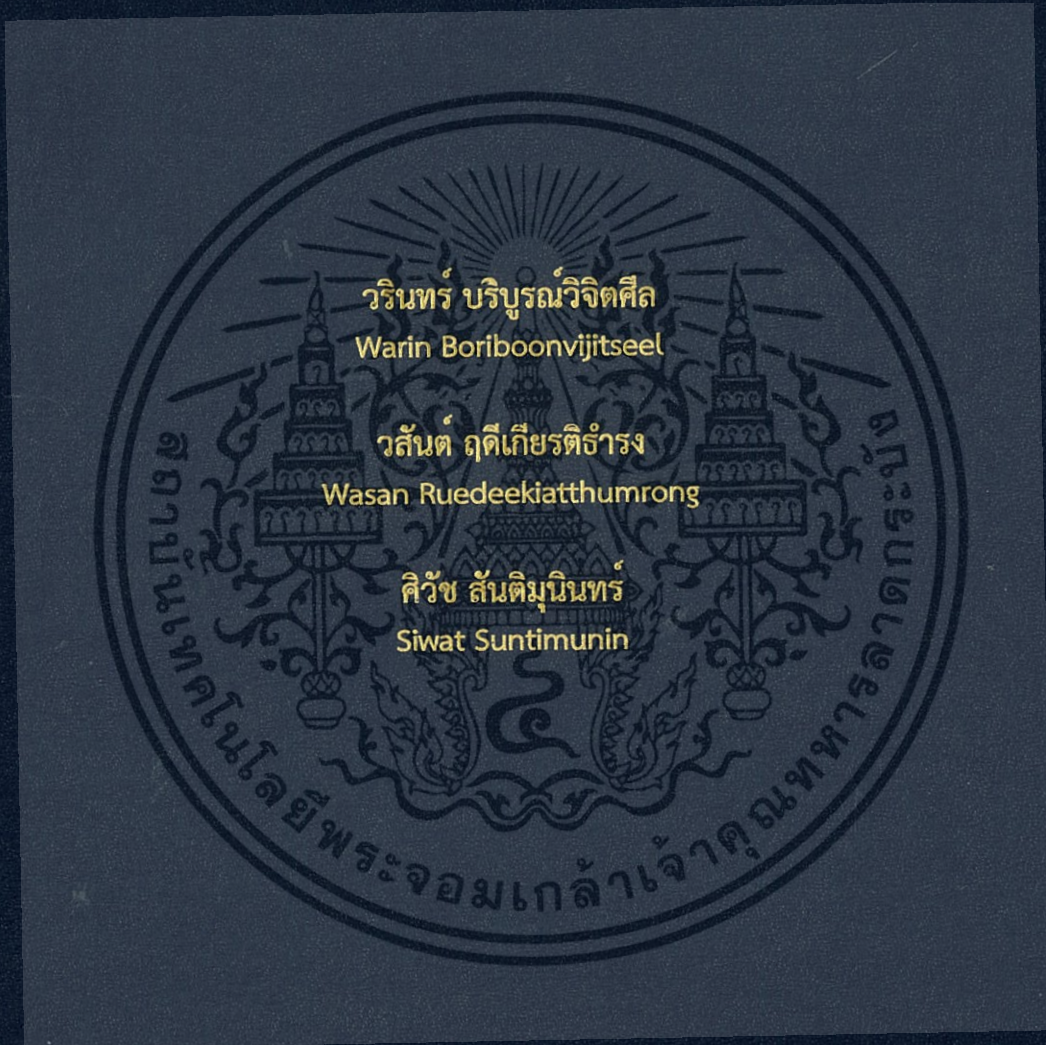 วรินทร์ บริบูรณ์วิจิตศีล
Warin Boriboonvijitseel
วสันต์ ฤดีเกียรติธำรง
Wasan Ruedeekiatthumrong
ศิวัช สันติมุนินทร์
Siwat Suntimunin
๔
สถาบันเทคโนโลยีพระจอมเกล้าเจ้าคุณทหารลาดกระบัง